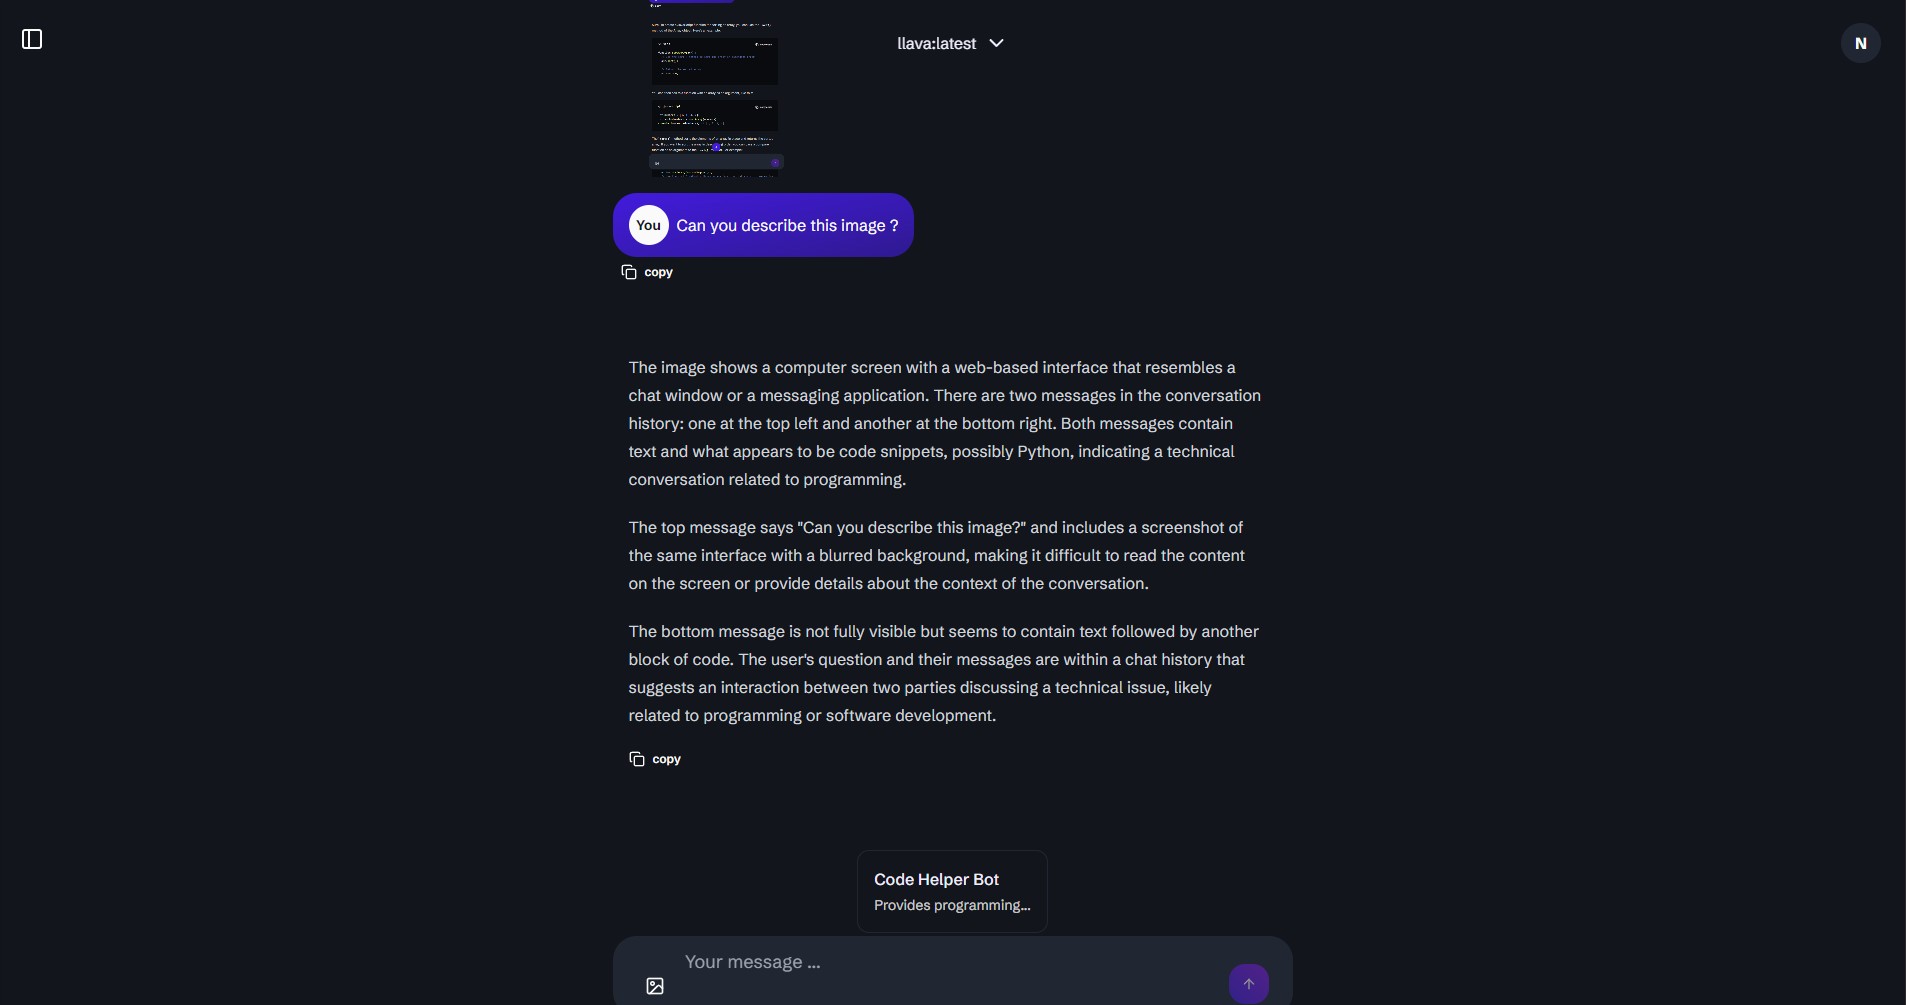 llava:latest
N
You
Can you describe this image ?
copy
The image shows a computer screen with a web-based interface that resembles a
chat window or a messaging application. There are two messages in the conversation
history: one at the top left and another at the bottom right. Both messages contain
text and what appears to be code snippets, possibly Python, indicating a technical
conversation related to programming.
The top message says "Can you describe this image?" and includes a screenshot of
the same interface with a blurred background, making it difficult to read the content
on the screen or provide details about the context of the conversation.
The bottom message is not fully visible but seems to contain text followed by another
block of code. The user's question and their messages are within a chat history that
suggests an interaction between two parties discussing a technical issue, likely
related to programming or software development.
copy
Code Helper Bot
Provides programming...
Your message ...